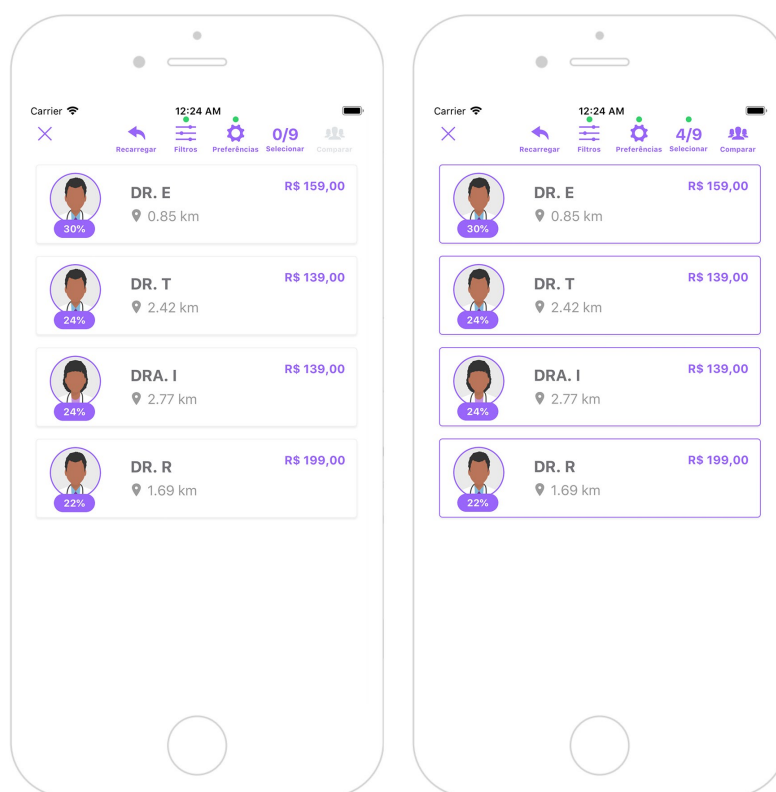 Carrier 12:24 AM
0/9
Recarregar Filtros Preferências Selecionar Comparar
DR. E R$ 159,00
0.85 km
30%
DR. T R$ 139,00
2.42 km
24%
DRA. I R$ 139,00
2.77 km
24%
DR. R R$ 199,00
1.69 km
22%
Carrier 12:24 AM
4/9
Recarregar Filtros Preferências Selecionar Comparar
DR. E R$ 159,00
0.85 km
30%
DR. T R$ 139,00
2.42 km
24%
DRA. I R$ 139,00
2.77 km
24%
DR. R R$ 199,00
1.69 km
22%